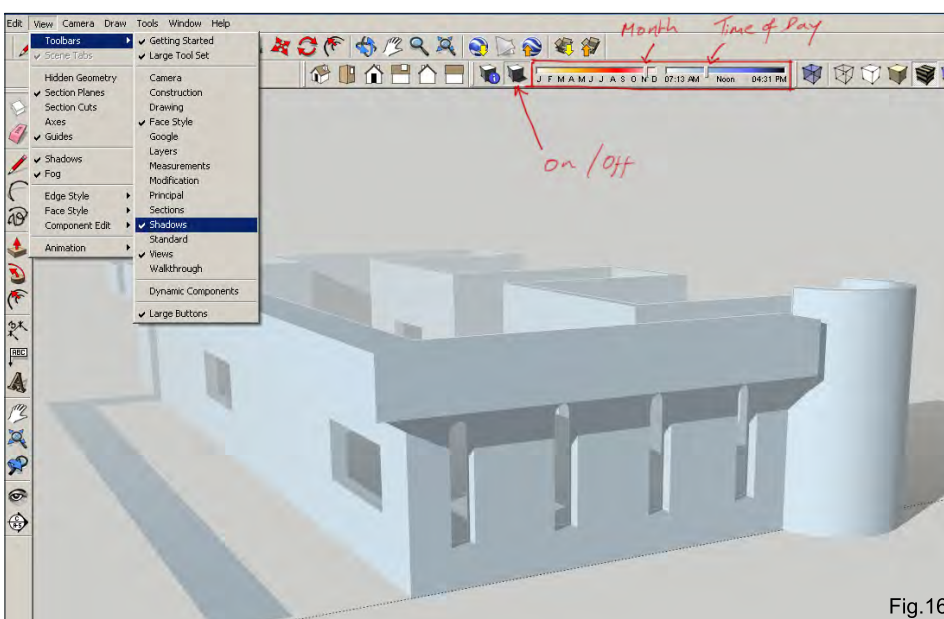 Edit View Camera Draw Tools Window Help
Month
Time of Day
J F M A M J J A S O N D 07:13 AM Noon 04:31 PM
on / off
Toolbars
Scene Tabs
Hidden Geometry
Section Planes
Section Cuts
Axes
Guides
Shadows
Fog
Edge Style
Face Style
Component Edit
Animation
Getting Started
Large Tool Set
Camera
Construction
Drawing
Face Style
Google
Layers
Measurements
Modification
Principal
Sections
Shadows
Standard
Views
Walkthrough
Dynamic Components
Large Buttons
ABC
Fig.16